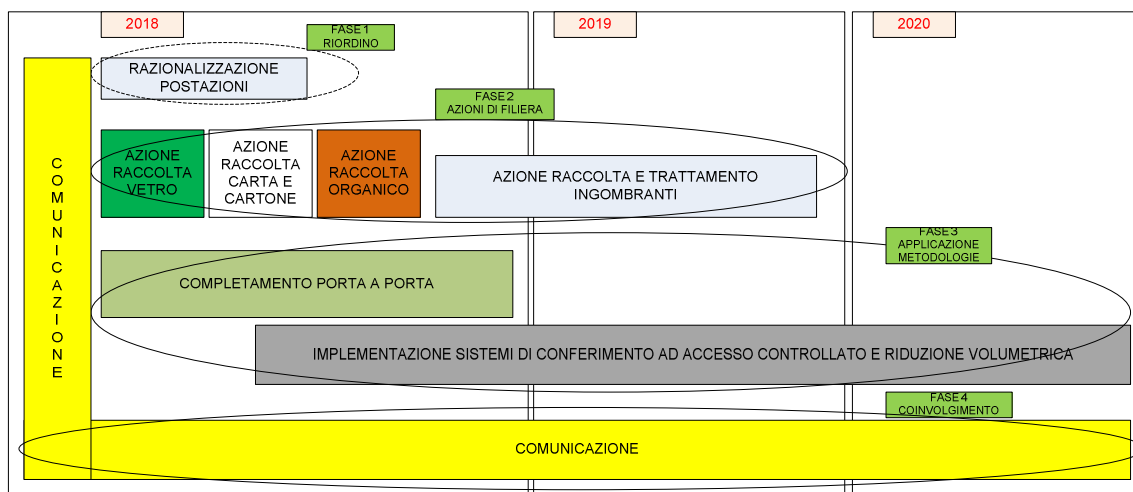 2018
2019
2020
FASE 1
RIORDINO
RAZIONALIZZAZIONE
POSTAZIONI
FASE 2
AZIONI DI FILIERA
AZIONE
RACCOLTA
VETRO
AZIONE
RACCOLTA
CARTA E
CARTONE
AZIONE
RACCOLTA
ORGANICO
AZIONE RACCOLTA E TRATTAMENTO
INGOMBRANTI
COMUNICAZIONE
FASE 3
APPLICAZIONE
METODOLOGIE
COMPLETAMENTO PORTA A PORTA
IMPLEMENTAZIONE SISTEMI DI CONFERIMENTO AD ACCESSO CONTROLLATO E RIDUZIONE VOLUMETRICA
FASE 4
COINVOLGIMENTO
COMUNICAZIONE